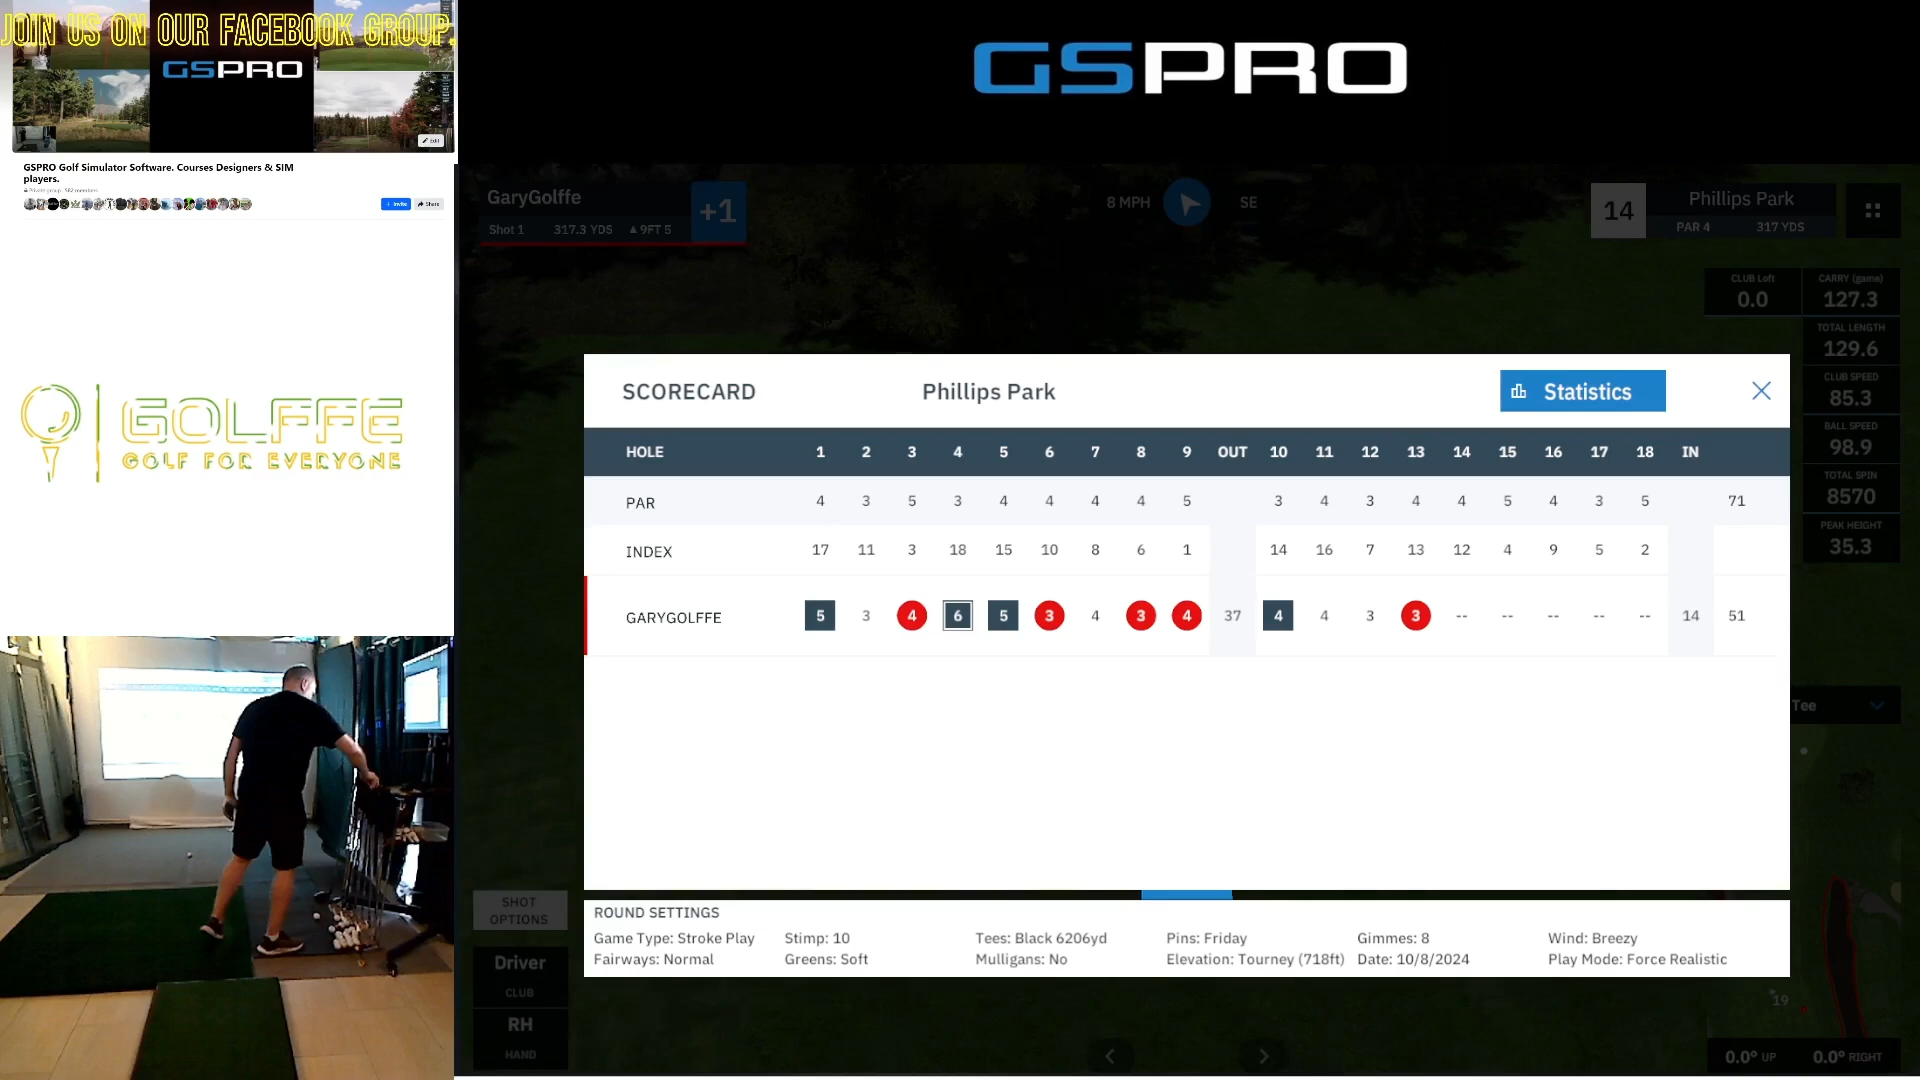 JOIN US ON OUR FACEBOOK GROUP.
GSPRO
Edit
GSPRO Golf Simulator Software. Courses Designers & SIM
players.
Private group · 582 members
+ Invite
Share
GOLFFE
GOLF FOR EVERYONE
GSPRO
GaryGolffe
+1
Shot 1 317.3 YDS ▲9FT 5
8 MPH SE
14
Phillips Park
PAR 4 317 YDS
CLUB Loft
0.0
CARRY (game)
127.3
TOTAL LENGTH
129.6
CLUB SPEED
85.3
BALL SPEED
98.9
TOTAL SPIN
8570
PEAK HEIGHT
35.3
SCORECARD Phillips Park Statistics
HOLE 1 2 3 4 5 6 7 8 9 OUT 10 11 12 13 14 15 16 17 18 IN
PAR 4 3 5 3 4 4 4 4 5 3 4 3 4 4 5 4 3 5 71
INDEX 17 11 3 18 15 10 8 6 1 14 16 7 13 12 4 9 5 2
GARYGOLFFE 5 3 4 6 5 3 4 3 4 37 4 4 3 3 -- -- -- -- -- 14 51
Tee
SHOT
OPTIONS
Driver
CLUB
RH
HAND
ROUND SETTINGS
Game Type: Stroke Play Stimp: 10 Tees: Black 6206yd Pins: Friday Gimmes: 8 Wind: Breezy
Fairways: Normal Greens: Soft Mulligans: No Elevation: Tourney (718ft) Date: 10/8/2024 Play Mode: Force Realistic
19
0.0° UP 0.0° RIGHT